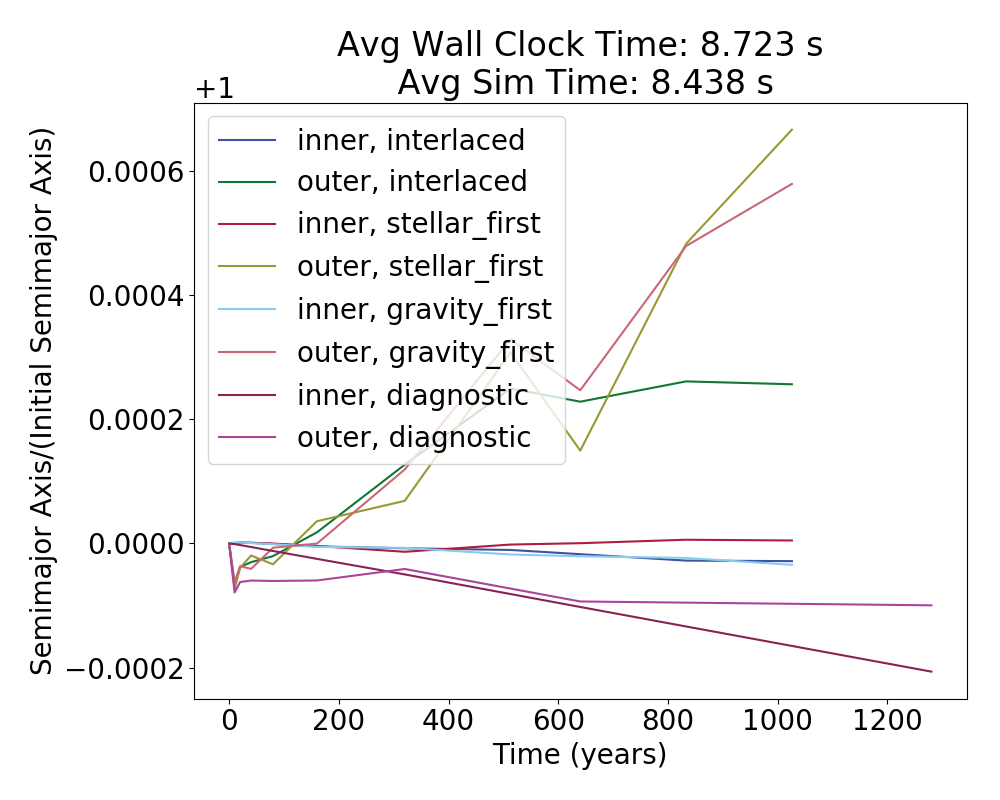 Avg Wall Clock Time: 8.723 s
Avg Sim Time: 8.438 s
+1
Semimajor Axis/(Initial Semimajor Axis)
0.0006
0.0004
0.0002
0.0000
−0.0002
inner, interlaced
outer, interlaced
inner, stellar_first
outer, stellar_first
inner, gravity_first
outer, gravity_first
inner, diagnostic
outer, diagnostic
0 200 400 600 800 1000 1200
Time (years)